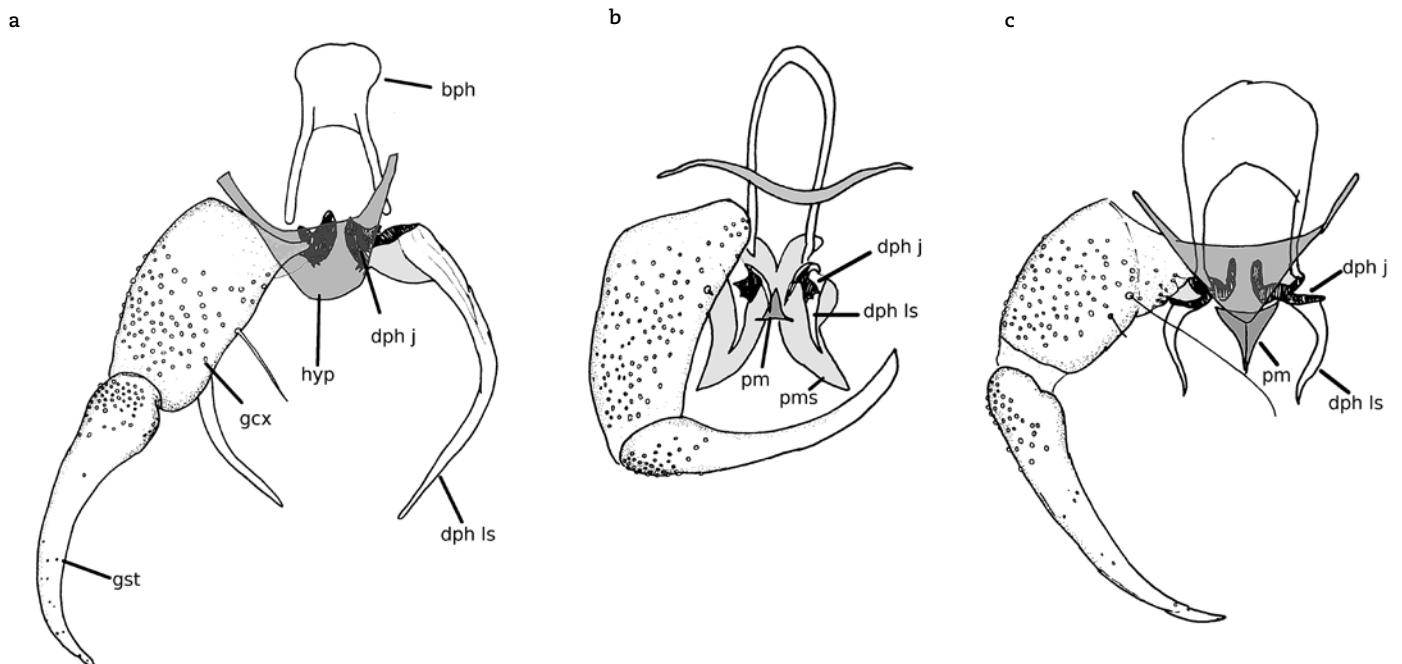 a
bph
dph j
hyp
gcx
dph ls
gst
b
dph j
dph ls
pm
pms
c
dph j
pm
dph ls